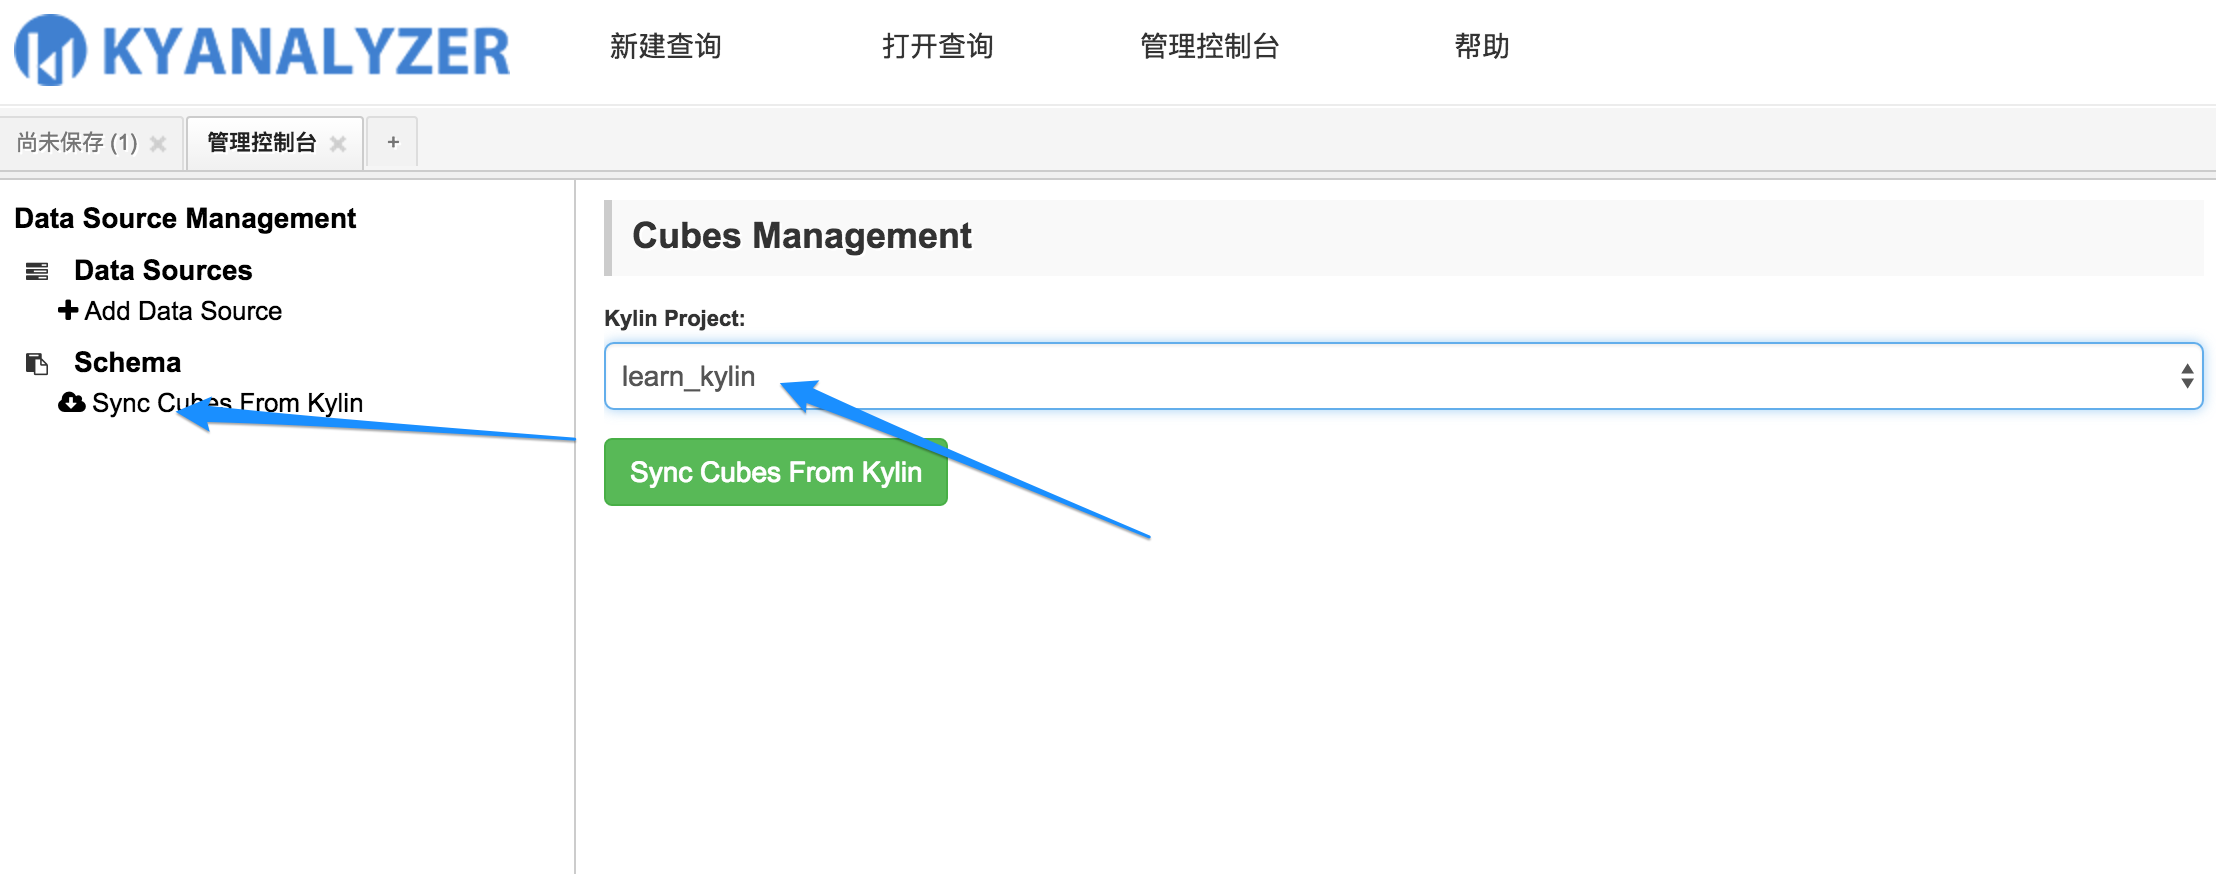 KYANALYZER
新建查询
打开查询
管理控制台
帮助
尚未保存 (1)
管理控制台
+
Data Source Management
Data Sources
Add Data Source
Schema
Sync Cubes From Kylin
Cubes Management
Kylin Project:
learn_kylin
Sync Cubes From Kylin